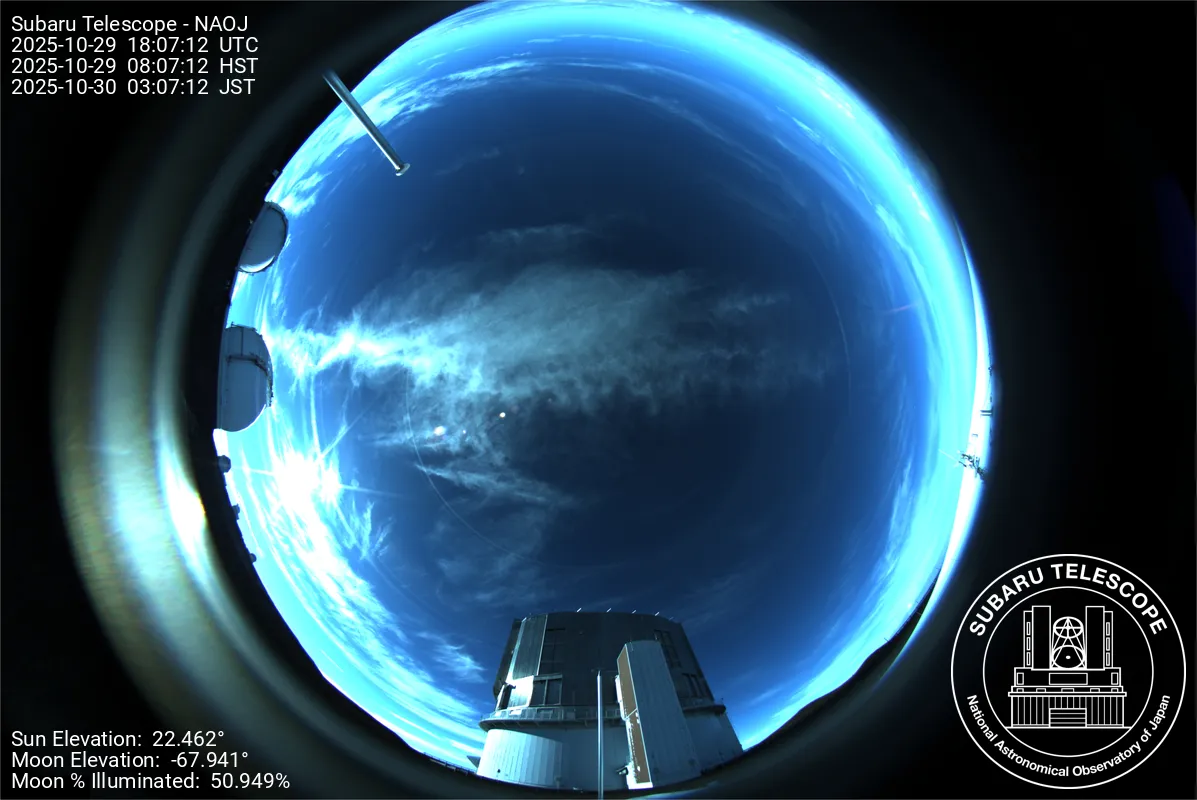 Subaru Telescope - NAOJ
2025-10-29 18:07:12 UTC
2025-10-29 08:07:12 HST
2025-10-30 03:07:12 JST
Sun Elevation: 22.462°
Moon Elevation: -67.941°
Moon % Illuminated: 50.949%
SUBARU TELESCOPE
National Astronomical Observatory of Japan